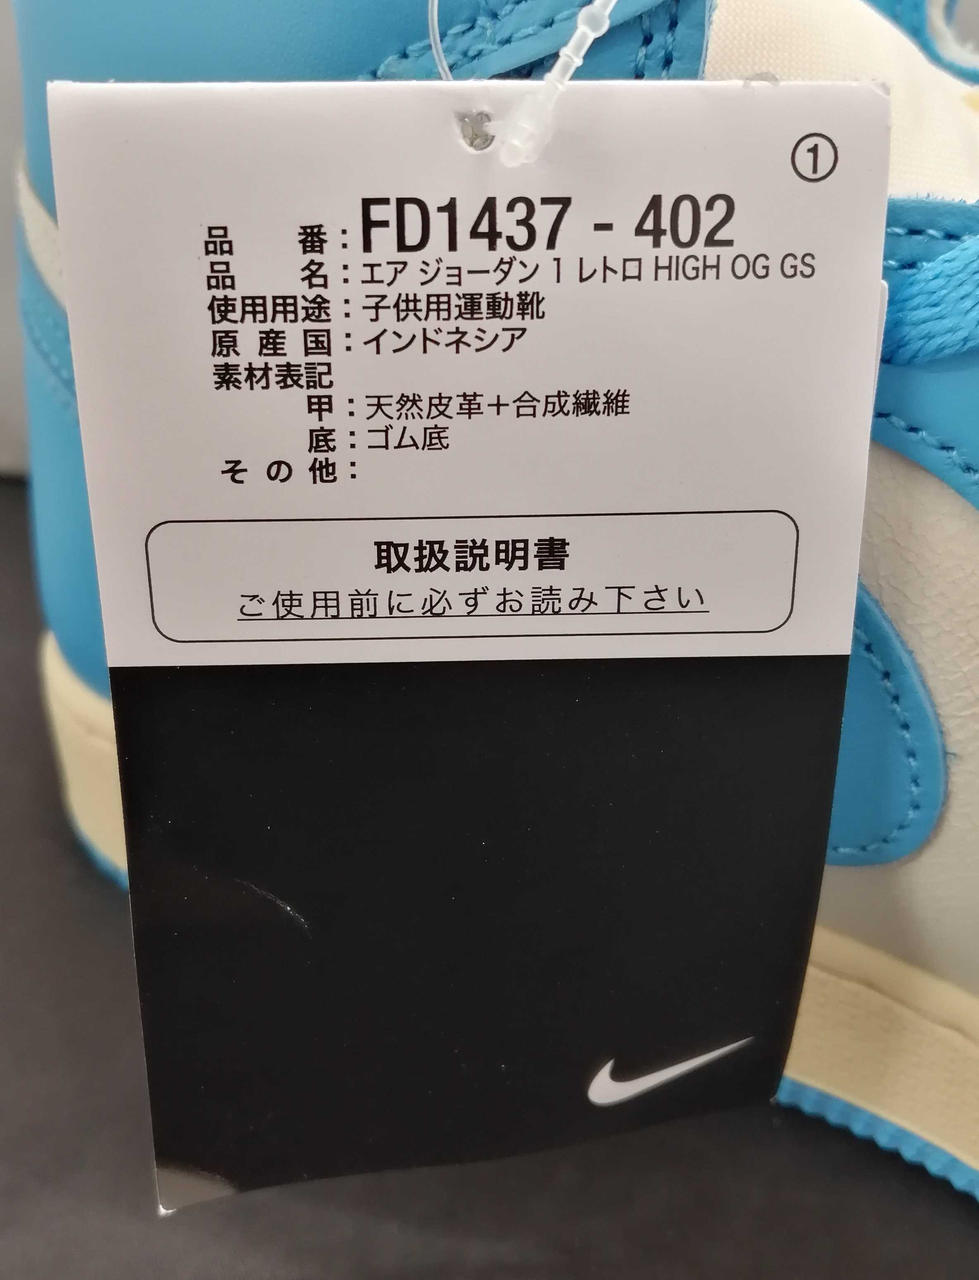 ①
品番：FD1437 - 402
品名：エア ジョーダン 1 レトロ HIGH OG GS
使用用途：子供用運動靴
原産国：インドネシア
素材表記
甲：天然皮革＋合成繊維
底：ゴム底
その他：
取扱説明書
ご使用前に必ずお読み下さい